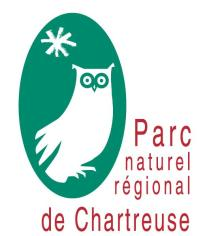 Parc
naturel
régional
de Chartreuse